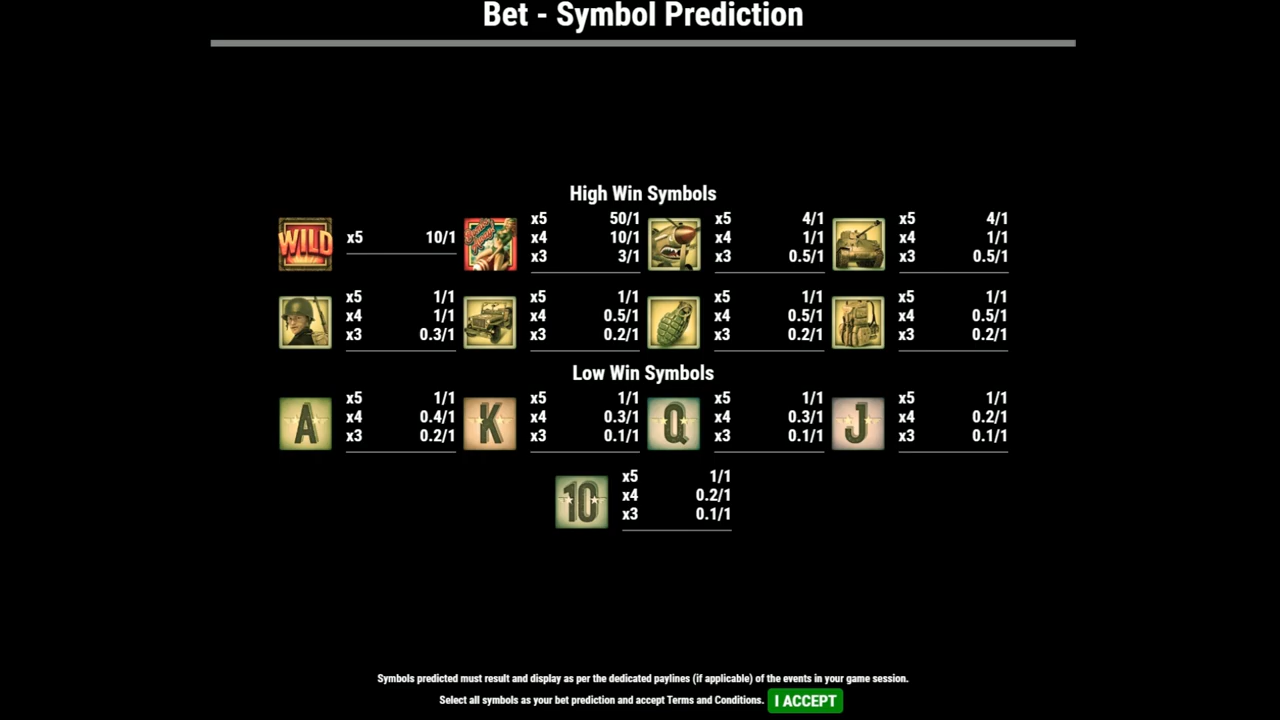 Bet - Symbol Prediction
High Win Symbols
WILD x5 10/1
x5 50/1
x4 10/1
x3 3/1
x5 4/1
x4 1/1
x3 0.5/1
x5 4/1
x4 1/1
x3 0.5/1
x5 1/1
x4 1/1
x3 0.3/1
x5 1/1
x4 0.5/1
x3 0.2/1
x5 1/1
x4 0.5/1
x3 0.2/1
x5 1/1
x4 0.5/1
x3 0.2/1
Low Win Symbols
A
x5 1/1
x4 0.4/1
x3 0.2/1
K
x5 1/1
x4 0.3/1
x3 0.1/1
Q
x5 1/1
x4 0.3/1
x3 0.1/1
J
x5 1/1
x4 0.2/1
x3 0.1/1
10
x5 1/1
x4 0.2/1
x3 0.1/1
Symbols predicted must result and display as per the dedicated paylines (if applicable) of the events in your game session.
Select all symbols as your bet prediction and accept Terms and Conditions. I ACCEPT